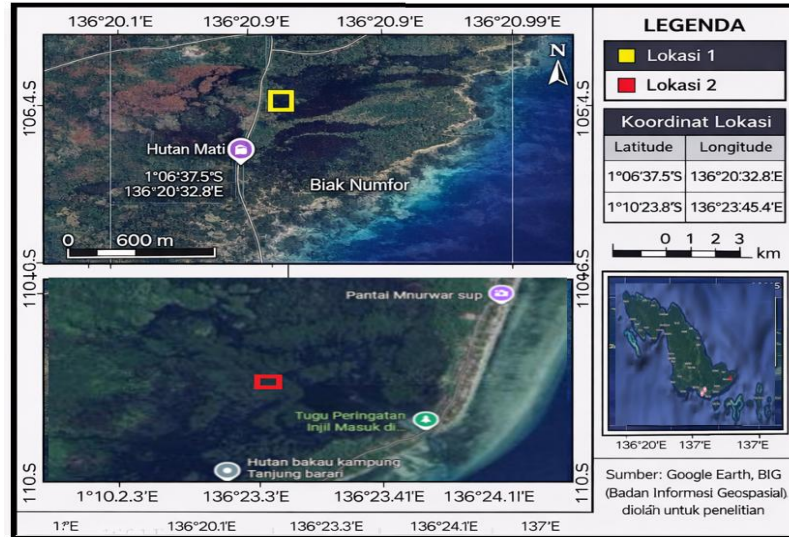 136°20.1'E 136°20.9'E 136°20.9'E 136°20.99'E
1°06.4.S
1°06.4.S
N
Hutan Mati
1°06'37.5"S
136°20'32.8'E
Biak Numfor
0 600 m
Pantai Mnurwar sup
Tugu Peringatan
Injil Masuk di...
Hutan bakau kampung
Tanjung barari
110.S
110.S
1°10.2.3'E 136°23.3'E 136°23.41'E 136°24.1'E
136°20.1'E 136°23.3'E 136°24.1'E 137°E
LEGENDA
Lokasi 1
Lokasi 2
Koordinat Lokasi
Latitude Longitude
1°06'37.5"S 136°20'32.8'E
1°10'23.8"S 136°23'45.4'E
0 1 2 3
km
136°20'E 137°E 137°E
Sumber: Google Earth, BIG
(Badan Informasi Geospasial)
diolah untuk penelitian